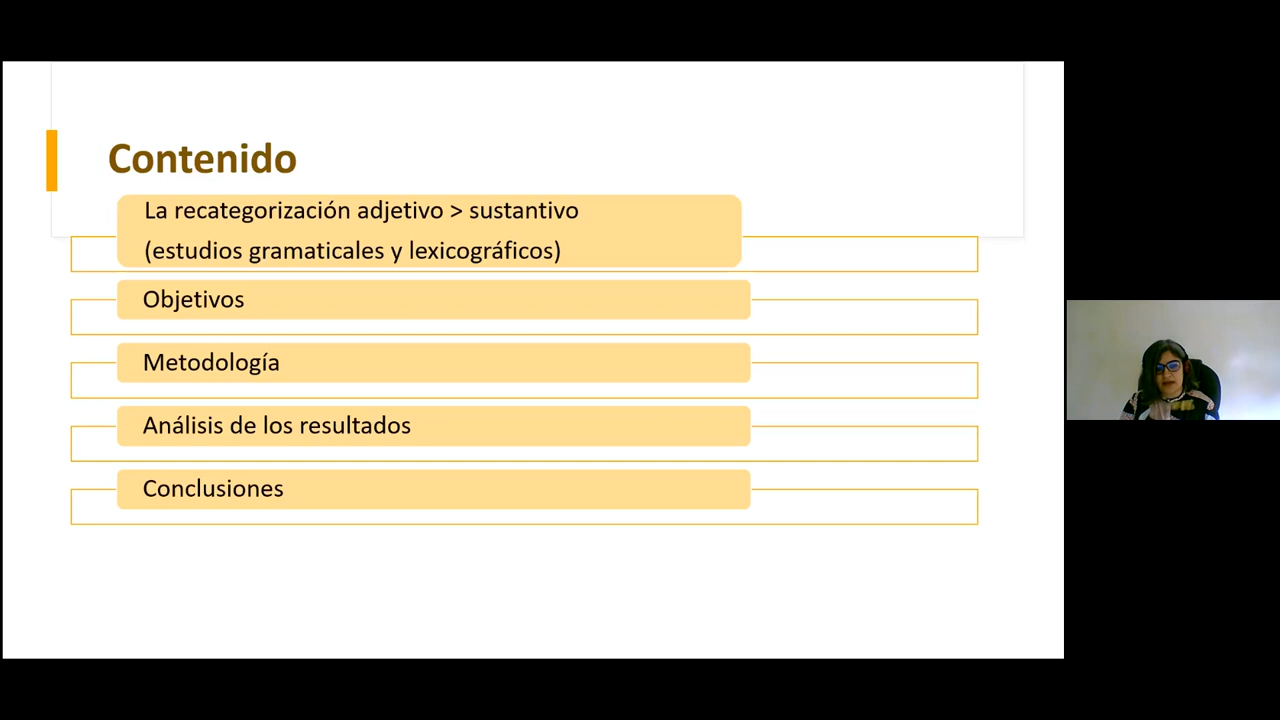 Contenido
La recategorización adjetivo > sustantivo
(estudios gramaticales y lexicográficos)
Objetivos
Metodología
Análisis de los resultados
Conclusiones